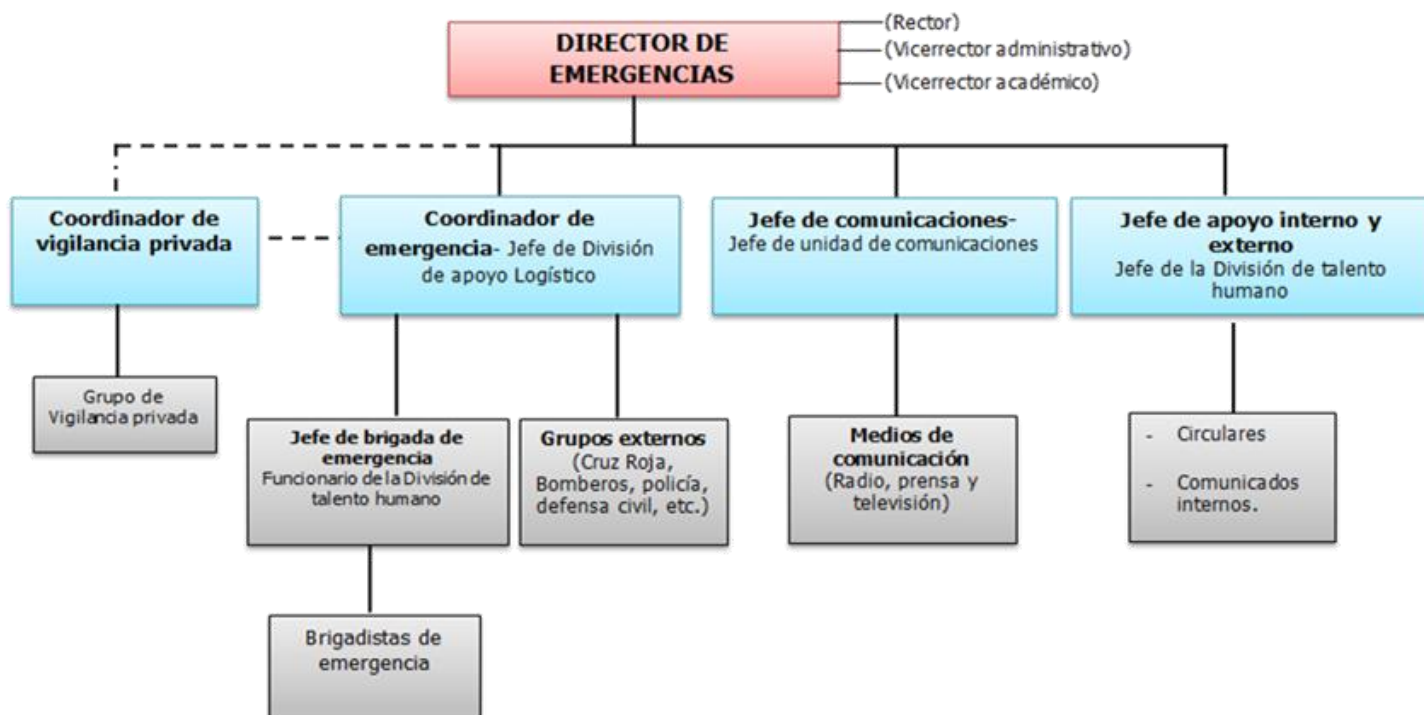 DIRECTOR DE
EMERGENCIAS
(Rector)
(Vicerrector administrativo)
(Vicerrector académico)
Coordinador de
vigilancia privada
Coordinador de
emergencia- Jefe de División
de apoyo Logístico
Jefe de comunicaciones-
Jefe de unidad de comunicaciones
Jefe de apoyo interno y
externo
Jefe de la División de talento
humano
Grupo de
Vigilancia privada
Jefe de brigada de
emergencia
Funcionario de la División de
talento humano
Grupos externos
(Cruz Roja,
Bomberos, policía,
defensa civil, etc.)
Medios de
comunicación
(Radio, prensa y
televisión)
- Circulares
- Comunicados
internos.
Brigadistas de
emergencia